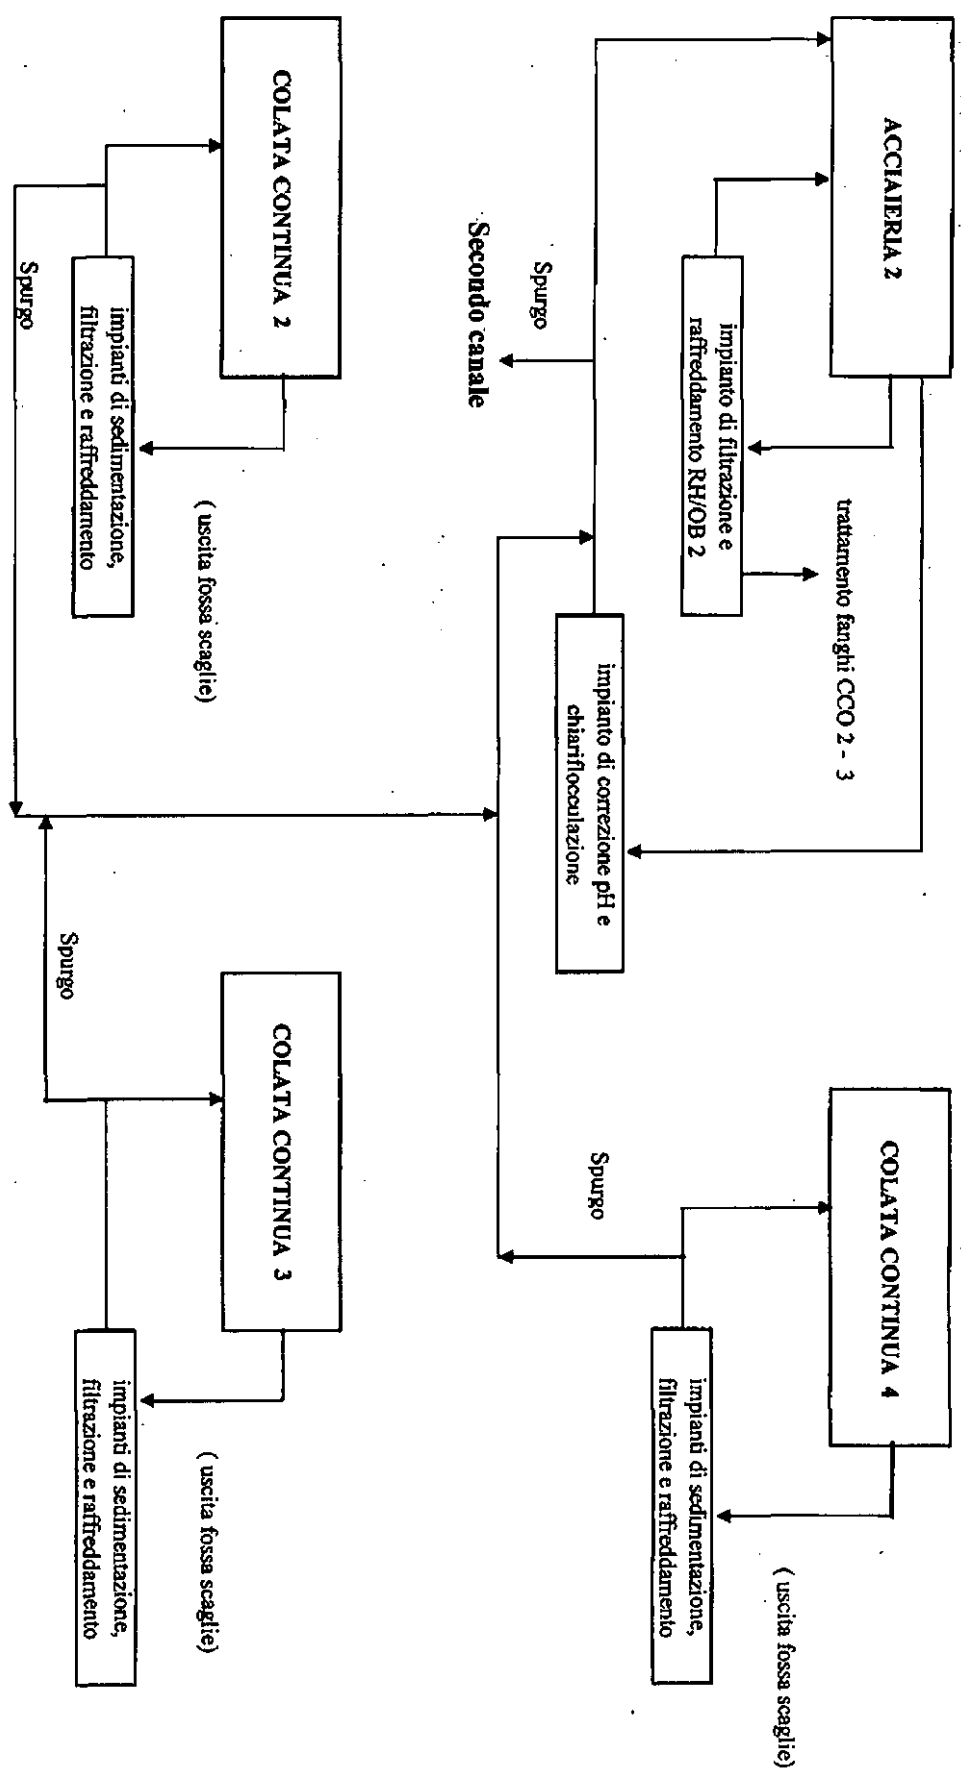 ACCIAIERIA 2
COLATA CONTINUA 4
trattamento fanghi CCO 2 - 3
( uscita fossa scaglie)
impianto di filtrazione e
raffreddamento RH/OB 2
impianti di sedimentazione,
filtrazione e raffreddamento
impianto di correzione pH e
chiariflocculazione
Spurgo
Spurgo
Secondo canale
COLATA CONTINUA 2
COLATA CONTINUA 3
( uscita fossa scaglie)
( uscita fossa scaglie)
impianti di sedimentazione,
filtrazione e raffreddamento
impianti di sedimentazione,
filtrazione e raffreddamento
Spurgo
Spurgo